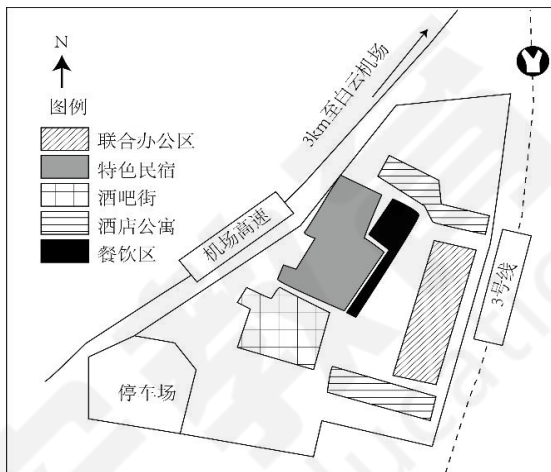 N
图例
联合办公区
特色民宿
酒吧街
酒店公寓
餐饮区
3km至白云机场
机场高速
3号线
停车场